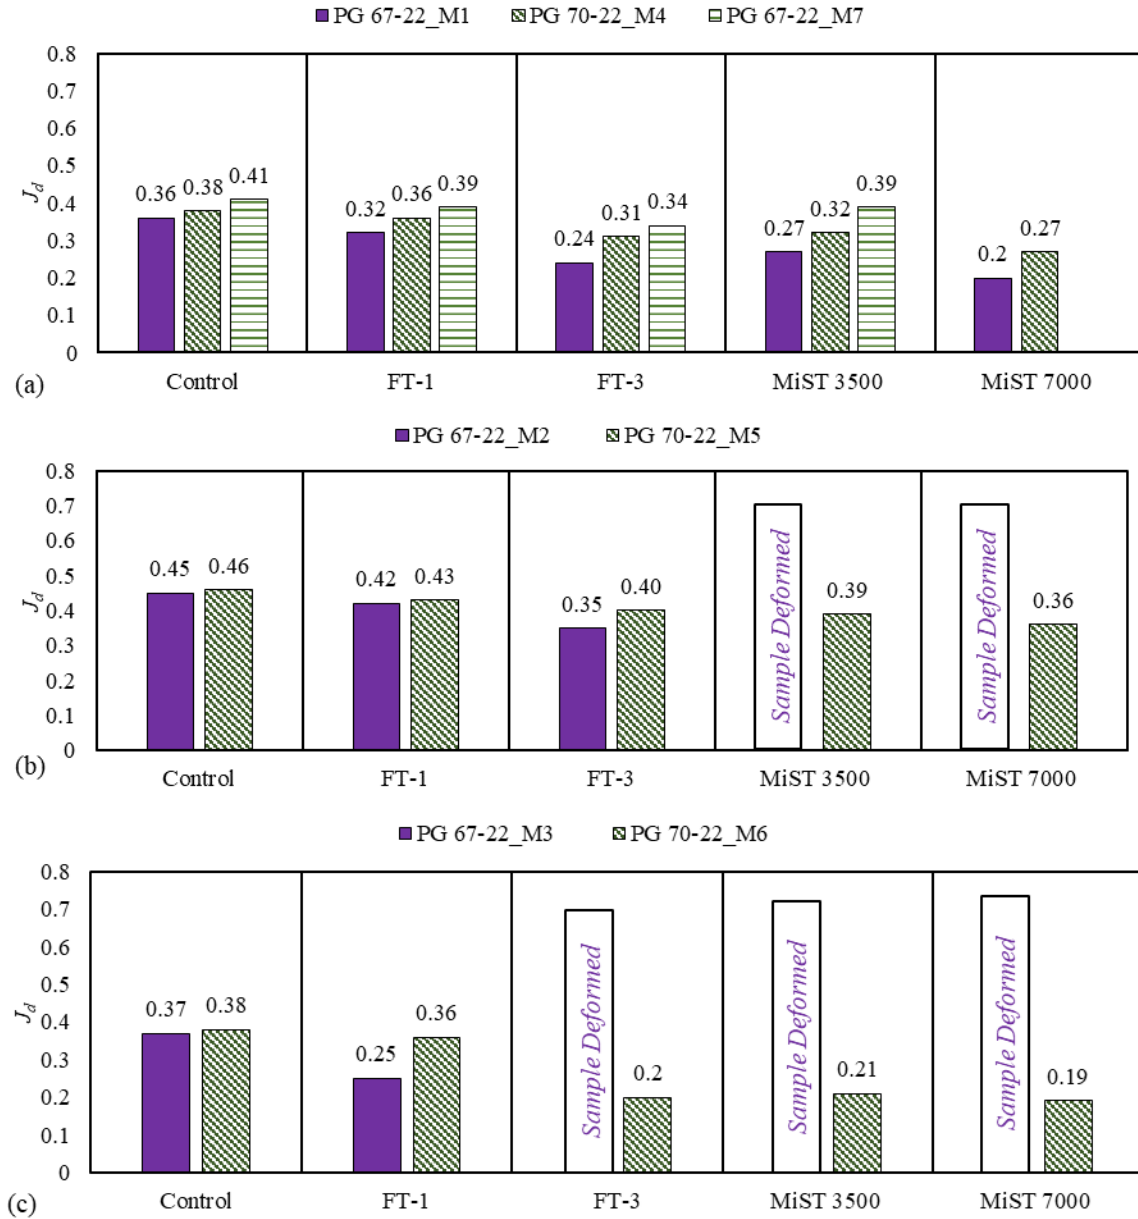 PG 67-22_M1 PG 70-22_M4 PG 67-22_M7
0.8
0.7
0.6
0.5
0.4
0.3
0.2
0.1
0
J_d
0.36 0.38 0.41
0.32 0.36 0.39
0.24 0.31 0.34
0.27 0.32 0.39
0.2 0.27
(a)
Control FT-1 FT-3 MiST 3500 MiST 7000
PG 67-22_M2 PG 70-22_M5
0.8
0.7
0.6
0.5
0.4
0.3
0.2
0.1
0
J_d
0.45 0.46
0.42 0.43
0.35 0.40
Sample Deformed 0.39
Sample Deformed 0.36
(b)
Control FT-1 FT-3 MiST 3500 MiST 7000
PG 67-22_M3 PG 70-22_M6
0.8
0.7
0.6
0.5
0.4
0.3
0.2
0.1
0
J_d
0.37 0.38
0.25 0.36
Sample Deformed 0.2
Sample Deformed 0.21
Sample Deformed 0.19
(c)
Control FT-1 FT-3 MiST 3500 MiST 7000